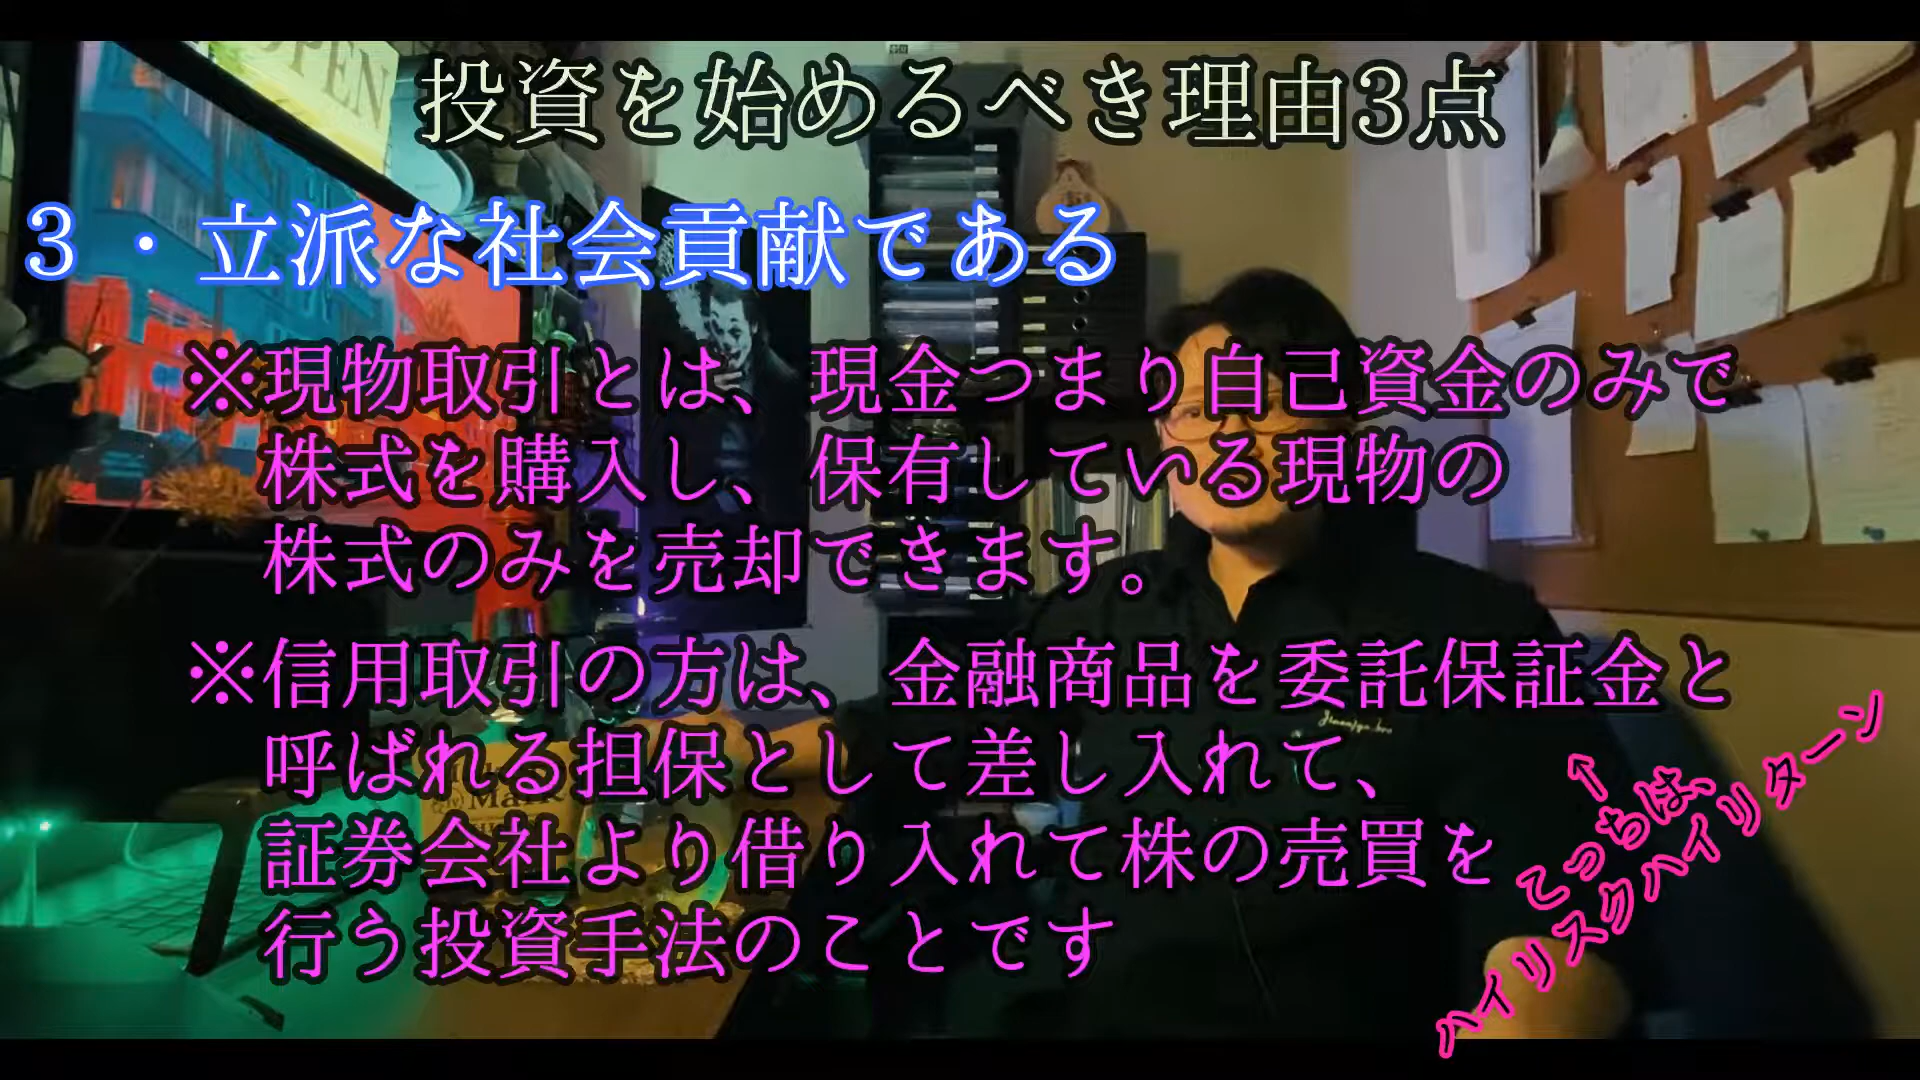 投資を始めるべき理由3点
3・立派な社会貢献である
※現物取引とは、現金つまり自己資金のみで
株式を購入し、保有している現物の
株式のみを売却できます。
※信用取引の方は、金融商品を委託保証金と
呼ばれる担保として差し入れて、
証券会社より借り入れて株の売買を
行う投資手法のことです
↑
こっちは、
ハイリスクハイリターン
OPEN